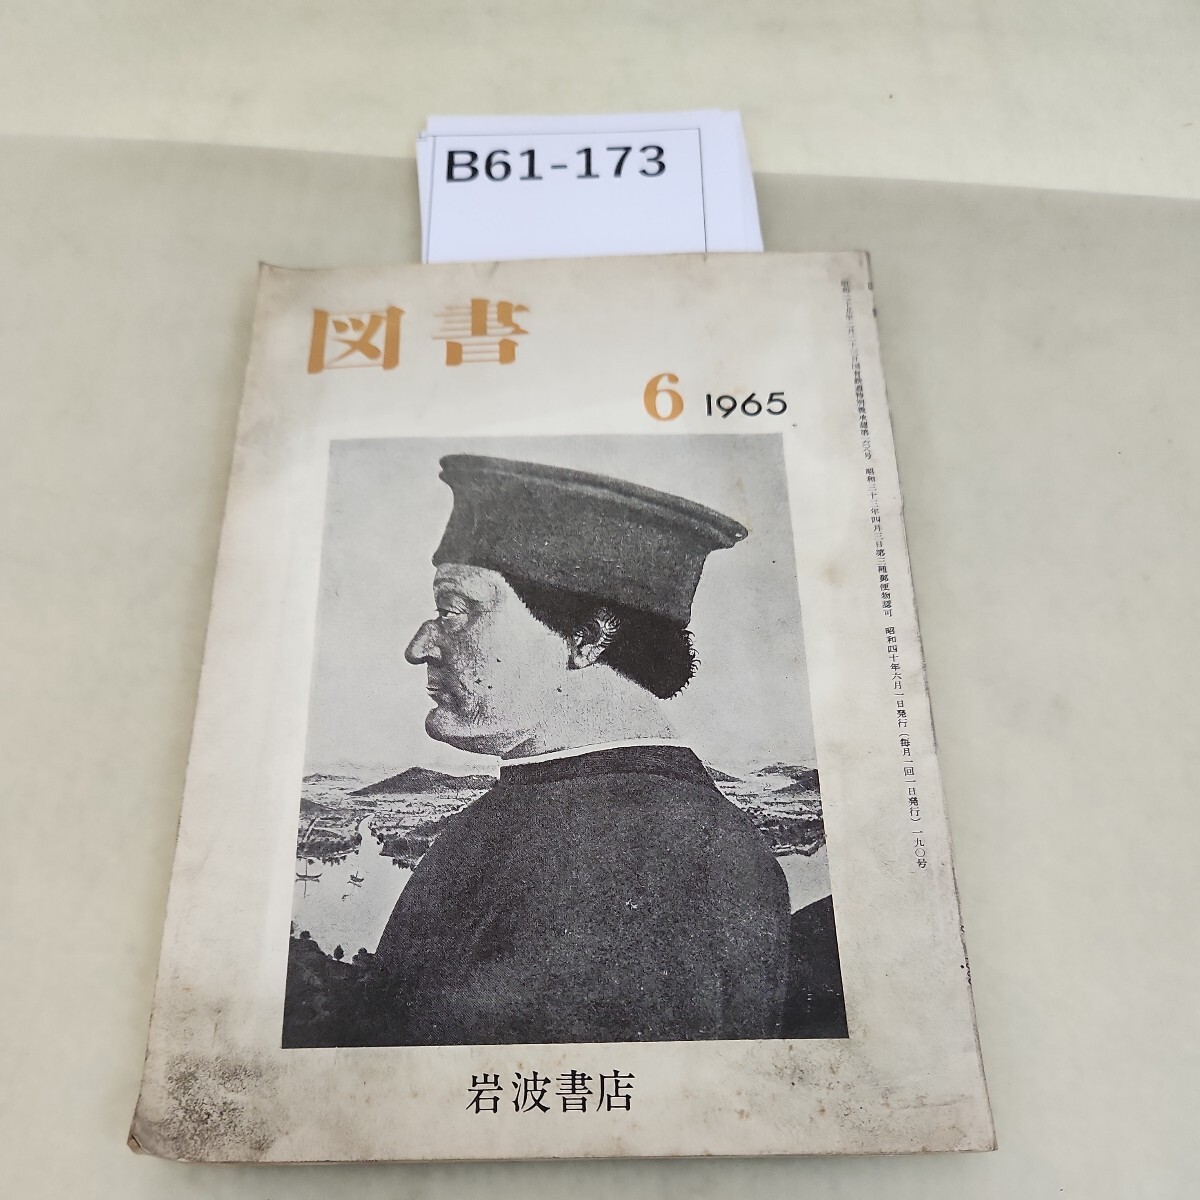 B61-173
図書
6 1965
昭和三十三年四月三日第三種郵便物認可 昭和四十年六月一日発行(毎月一回一日発行)一九〇号
岩波書店